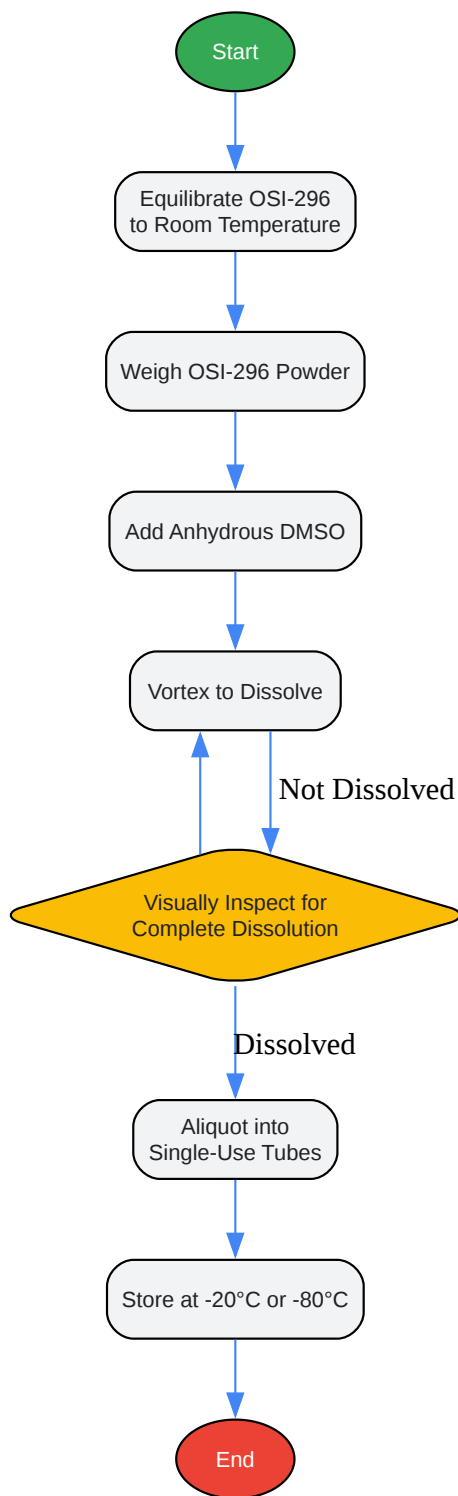 Start
Equilibrate OSI-296
to Room Temperature
Weigh OSI-296 Powder
Add Anhydrous DMSO
Vortex to Dissolve
Not Dissolved
Visually Inspect for
Complete Dissolution
Dissolved
Aliquot into
Single-Use Tubes
Store at -20°C or -80°C
End